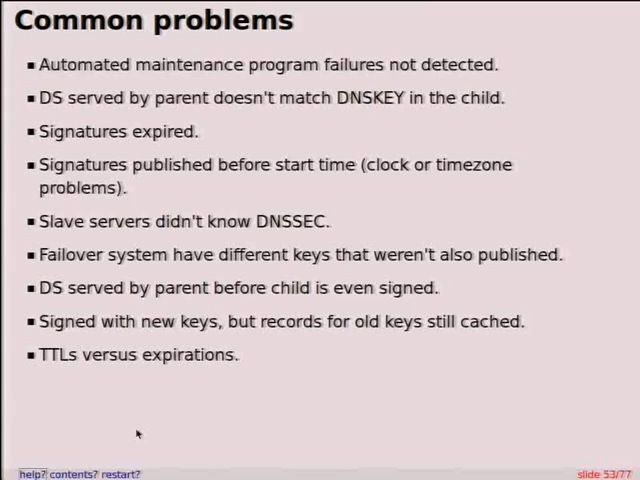 Common problems
Automated maintenance program failures not detected.
DS served by parent doesn't match DNSKEY in the child.
Signatures expired.
Signatures published before start time (clock or timezone
problems).
Slave servers didn't know DNSSEC.
Failover system have different keys that weren't also published.
DS served by parent before child is even signed.
Signed with new keys, but records for old keys still cached.
TTLs versus expirations.
help? contents? restart? slide 53/77